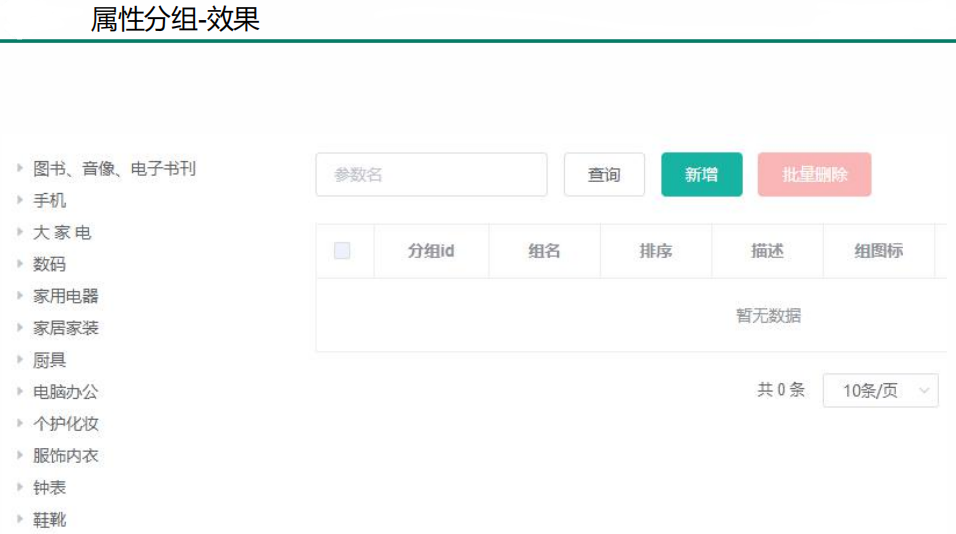 属性分组-效果
图书、音像、电子书刊
手机
大 家 电
数码
家用电器
家居家装
厨具
电脑办公
个护化妆
服饰内衣
钟表
鞋靴
参数名 查询 新增 批量删除
分组id 组名 排序 描述 组图标
暂无数据
共 0 条 10条/页